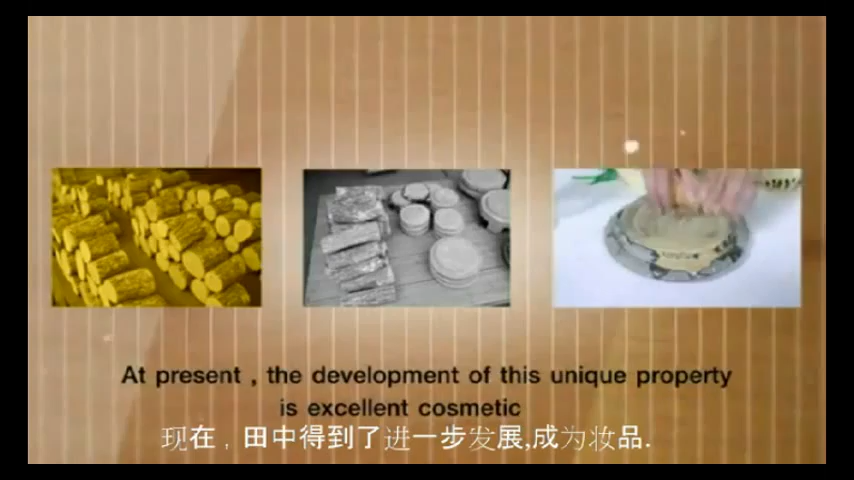 At present , the development of this unique property
is excellent cosmetic
现在，田中得到了进一步发展,成为妆品.